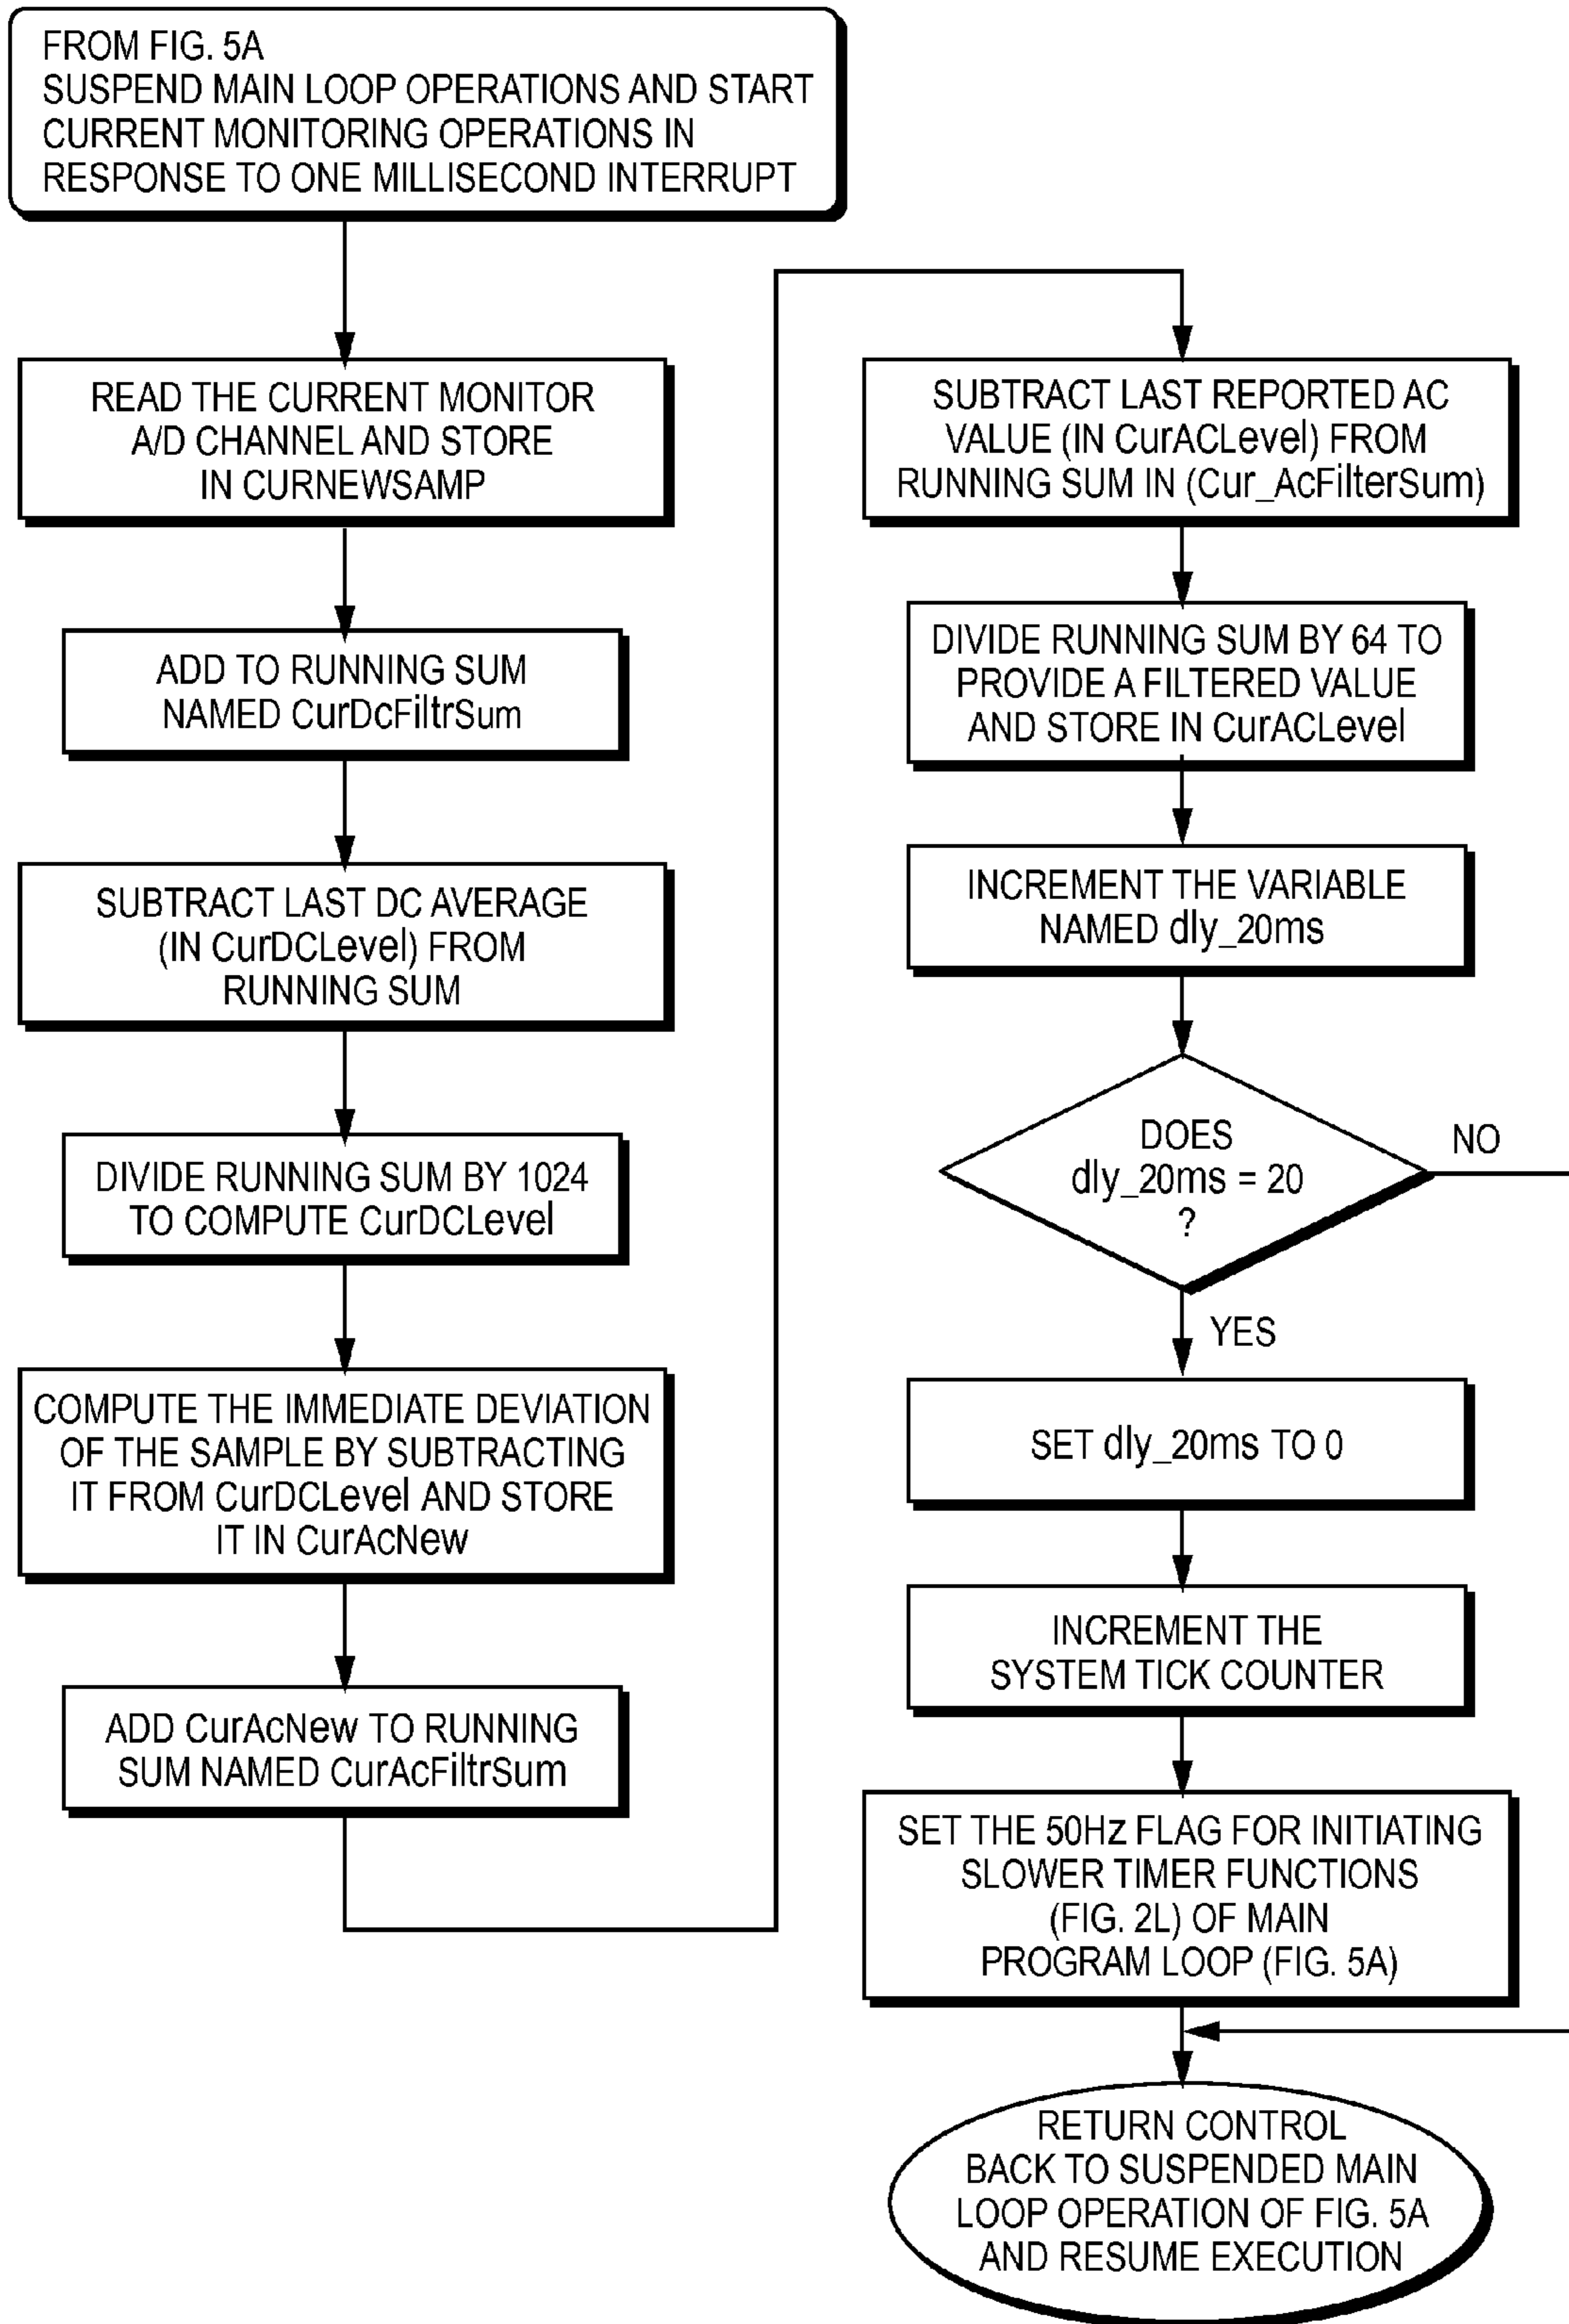 FROM FIG. 5A
SUSPEND MAIN LOOP OPERATIONS AND START
CURRENT MONITORING OPERATIONS IN
RESPONSE TO ONE MILLISECOND INTERRUPT
READ THE CURRENT MONITOR
A/D CHANNEL AND STORE
IN CURNEWSAMP
ADD TO RUNNING SUM
NAMED CurDcFiltrSum
SUBTRACT LAST DC AVERAGE
(IN CurDCLevel) FROM
RUNNING SUM
DIVIDE RUNNING SUM BY 1024
TO COMPUTE CurDCLevel
COMPUTE THE IMMEDIATE DEVIATION
OF THE SAMPLE BY SUBTRACTING
IT FROM CurDCLevel AND STORE
IT IN CurAcNew
ADD CurAcNew TO RUNNING
SUM NAMED CurAcFiltrSum
SUBTRACT LAST REPORTED AC
VALUE (IN CurACLevel) FROM
RUNNING SUM IN (Cur_AcFilterSum)
DIVIDE RUNNING SUM BY 64 TO
PROVIDE A FILTERED VALUE
AND STORE IN CurACLevel
INCREMENT THE VARIABLE
NAMED dly_20ms
DOES
dly_20ms = 20
?
NO
YES
SET dly_20ms TO 0
INCREMENT THE
SYSTEM TICK COUNTER
SET THE 50Hz FLAG FOR INITIATING
SLOWER TIMER FUNCTIONS
(FIG. 2L) OF MAIN
PROGRAM LOOP (FIG. 5A)
RETURN CONTROL
BACK TO SUSPENDED MAIN
LOOP OPERATION OF FIG. 5A
AND RESUME EXECUTION